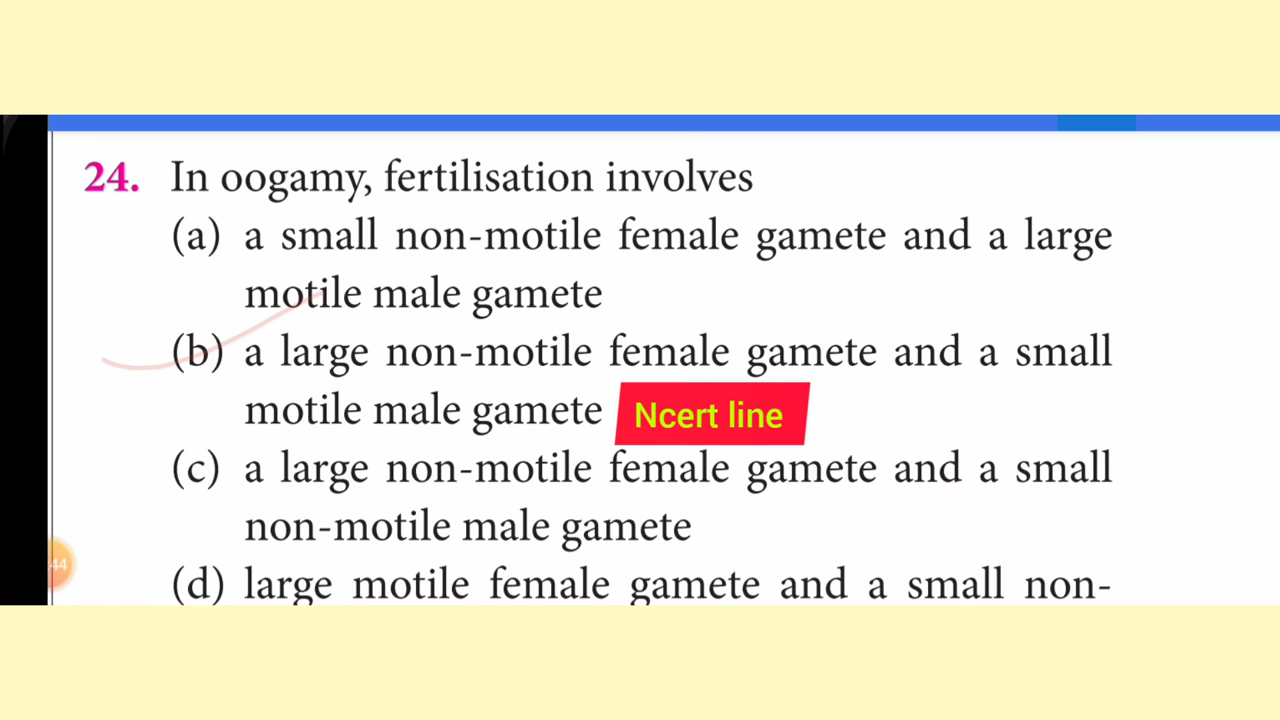 24. In oogamy, fertilisation involves
(a) a small non-motile female gamete and a large
motile male gamete
(b) a large non-motile female gamete and a small
motile male gamete Ncert line
(c) a large non-motile female gamete and a small
non-motile male gamete
44
(d) large motile female gamete and a small non-